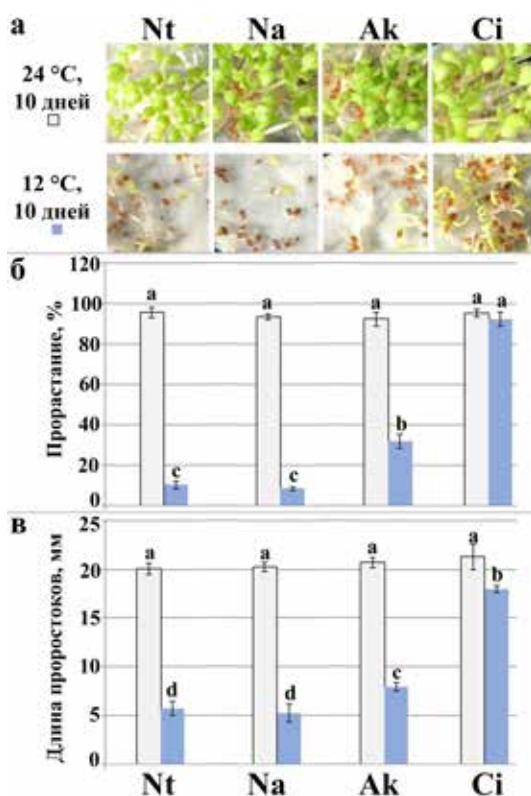 а Nt Na Ak Ci
24 °C,
10 дней
12 °C,
10 дней
б
Прорастание, %
120
100
80
60
40
20
0
a a a a a
c c b
в
Длина проростков, мм
25
20
15
10
5
0
a a a a
d d c b
Nt Na Ak Ci